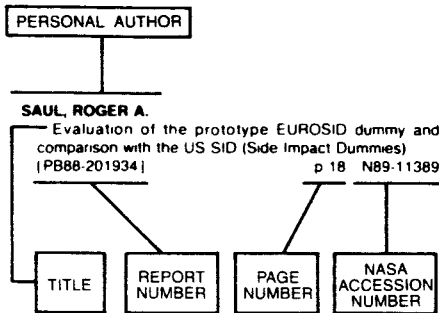 PERSONAL AUTHOR
SAUL, ROGER A.
Evaluation of the prototype EUROSID dummy and
comparison with the US SID (Side Impact Dummies)
[PB88-201934] p 18 N89-11389
TITLE
REPORT
NUMBER
PAGE
NUMBER
NASA
ACCESSION
NUMBER